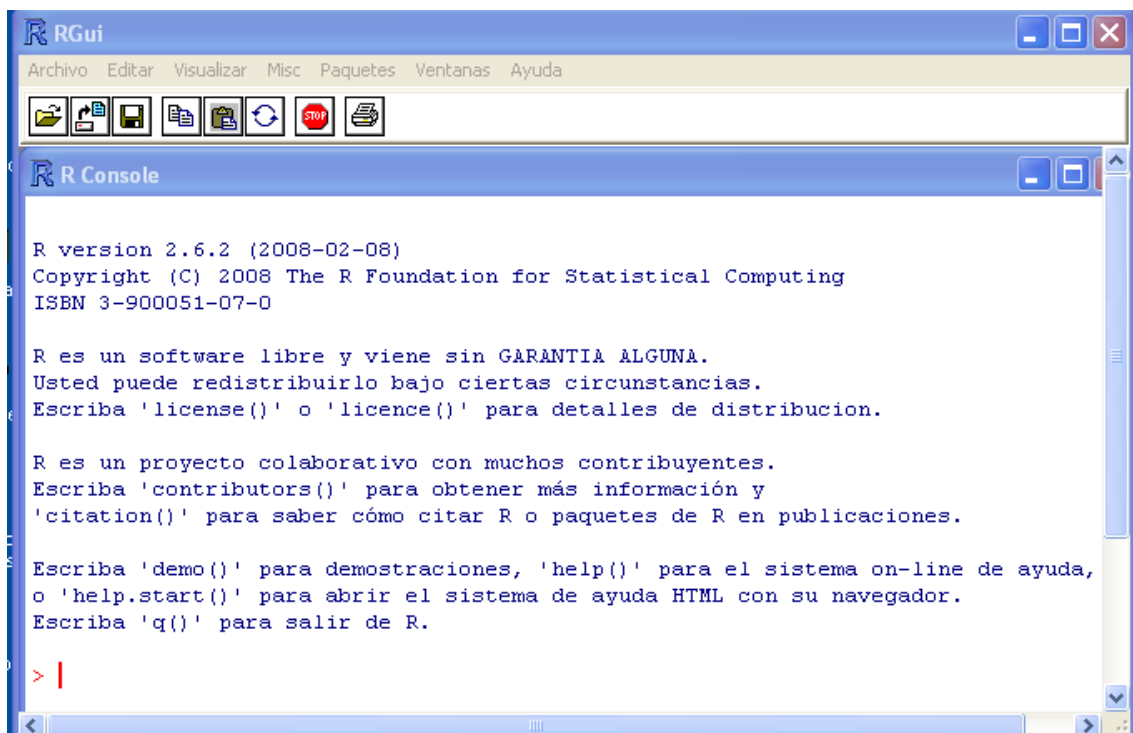 RGui
Archivo Editar Visualizar Misc Paquetes Ventanas Ayuda
STOP
R Console
R version 2.6.2 (2008-02-08)
Copyright (C) 2008 The R Foundation for Statistical Computing
ISBN 3-900051-07-0
R es un software libre y viene sin GARANTIA ALGUNA.
Usted puede redistribuirlo bajo ciertas circunstancias.
Escriba 'license()' o 'licence()' para detalles de distribucion.
R es un proyecto colaborativo con muchos contribuyentes.
Escriba 'contributors()' para obtener más información y
'citation()' para saber cómo citar R o paquetes de R en publicaciones.
Escriba 'demo()' para demostraciones, 'help()' para el sistema on-line de ayuda,
o 'help.start()' para abrir el sistema de ayuda HTML con su navegador.
Escriba 'q()' para salir de R.
>